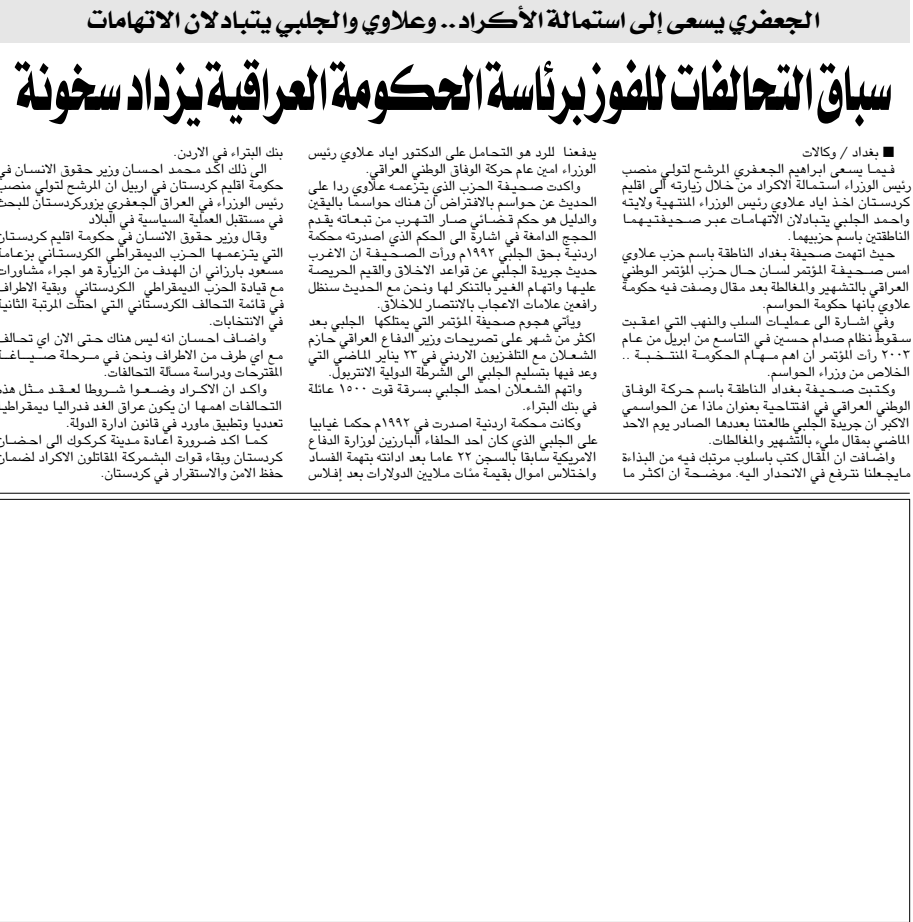 الجعفري يسعى إلى استمالة الأكراد .. وعلاوي والجلبي يتبادلان الاتهامات
سباق التحالفات للفوز برئاسة الحكومة العراقية يزداد سخونة
■ بغداد / وكالات
فيما يسعى ابراهيم الجعفري المرشح لتولي منصب
رئيس الوزراء استمالة الاكراد من خلال زيارته الى اقليم
كردستان اخذ اياد علاوي رئيس الوزراء المنتهية ولايته
واحمد الجلبي يتبادلان الاتهامات عبر صحيفتيهما
الناطقتين باسم حزبيهما.
حيث اتهمت صحيفة بغداد الناطقة باسم حزب علاوي
امس صحيفة المؤتمر لسان حال حزب المؤتمر الوطني
العراقي بالتشهير والمغالطة بعد مقال وصفت فيه حكومة
علاوي بأنها حكومة الحواسم.
وفي اشارة الى عمليات السلب والنهب التي اعقبت
سقوط نظام صدام حسين في التاسع من ابريل من عام
٢٠٠٣ رأت المؤتمر ان اهم مهام الحكومة المنتخبة ..
الخلاص من وزراء الحواسم.
وكتبت صحيفة بغداد الناطقة باسم حركة الوفاق
الوطني العراقي في افتتاحية بعنوان ماذا عن الحواسمي
الاكبر ان جريدة الجلبي طالعتنا بعددها الصادر يوم الاحد
الماضي بمقال مليء بالتشهير والمغالطات.
واضافت ان المقال كتب باسلوب مرتبك فيه من البذاءة
مايجعلنا نترفع في الانحدار اليه. موضحة ان اكثر ما
يدفعنا للرد هو التحامل على الدكتور اياد علاوي رئيس
الوزراء امين عام حركة الوفاق الوطني العراقي.
واكدت صحيفة الحزب الذي يتزعمه علاوي ردا على
الحديث عن حواسم بالافتراض ان هناك حواسما باليقين
والدليل هو حكم قضائي صار التهرب من تبعاته يقدم
الحجج الدامغة في اشارة الى الحكم الذي اصدرته محكمة
اردنية بحق الجلبي ١٩٩٢م ورأت الصحيفة ان الاغرب
حديث جريدة الجلبي عن قواعد الاخلاق والقيم الحريصة
عليها واتهام الغير بالتنكر لها ونحن مع الحديث سنظل
رافعين علامات الاعجاب بالانتصار للاخلاق.
ويأتي هجوم صحيفة المؤتمر التي يمتلكها الجلبي بعد
اكثر من شهر على تصريحات وزير الدفاع العراقي حازم
الشعلان مع التلفزيون الاردني في ٢٣ يناير الماضي التي
وعد فيها بتسليم الجلبي الى الشرطة الدولية الانتربول.
واتهم الشعلان احمد الجلبي بسرقة قوت ١٥٠٠ عائلة
في بنك البتراء.
وكانت محكمة اردنية اصدرت في ١٩٩٢م حكما غيابيا
على الجلبي الذي كان احد الحلفاء البارزين لوزارة الدفاع
الامريكية سابقا بالسجن ٢٢ عاما بعد ادانته بتهمة الفساد
واختلاس اموال بقيمة مئات ملايين الدولارات بعد إفلاس
بنك البتراء في الاردن.
الى ذلك اكد محمد احسان وزير حقوق الانسان في
حكومة اقليم كردستان في اربيل ان المرشح لتولي منصب
رئيس الوزراء في العراق الجعفري يزوركردستان للبحث
في مستقبل العملية السياسية في البلاد
وقال وزير حقوق الانسان في حكومة اقليم كردستان
التي يتزعمها الحزب الديمقراطي الكردستاني بزعامة
مسعود بارزاني ان الهدف من الزيارة هو اجراء مشاورات
مع قيادة الحزب الديمقراطي الكردستاني وبقية الاطراف
في قائمة التحالف الكردستاني التي احتلت المرتبة الثانية
في الانتخابات.
واضاف احسان انه ليس هناك حتى الان اي تحالف
مع اي طرف من الاطراف ونحن في مرحلة صياغة
المقترحات ودراسة مسألة التحالفات.
واكد ان الاكراد وضعوا شروطا لعقد مثل هذه
التحالفات اهمها ان يكون عراق الغد فدراليا ديمقراطيا
تعدديا وتطبيق ماورد في قانون ادارة الدولة.
كما اكد ضرورة اعادة مدينة كركوك الى احضان
كردستان وبقاء قوات البشمركة المقاتلون الاكراد لضمان
حفظ الامن والاستقرار في كردستان.